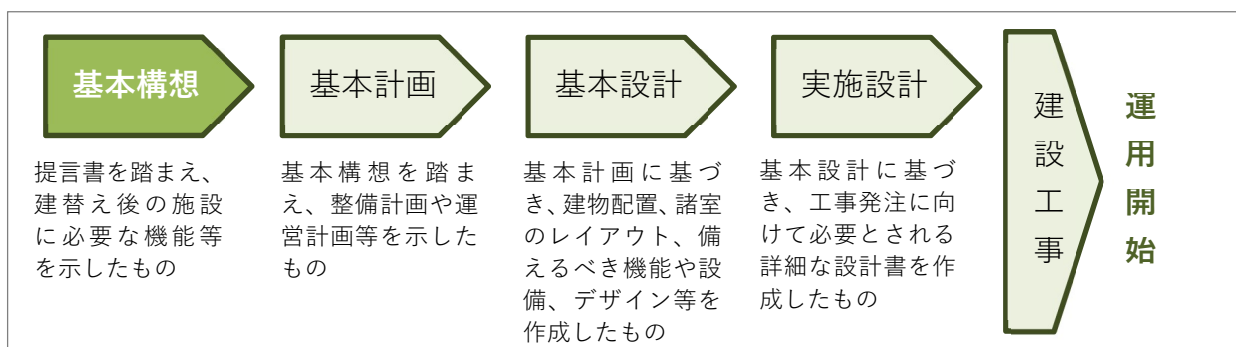 基本構想
提言書を踏まえ、
建替え後の施設
に必要な機能等
を示したもの
基本計画
基本構想を踏ま
え、整備計画や運
営計画等を示した
もの
基本設計
基本計画に基づ
き、建物配置、諸室
のレイアウト、備
えるべき機能や設
備、デザイン等を
作成したもの
実施設計
基本設計に基づ
き、工事発注に向
けて必要とされる
詳細な設計書を作
成したもの
建設工事
運用開始